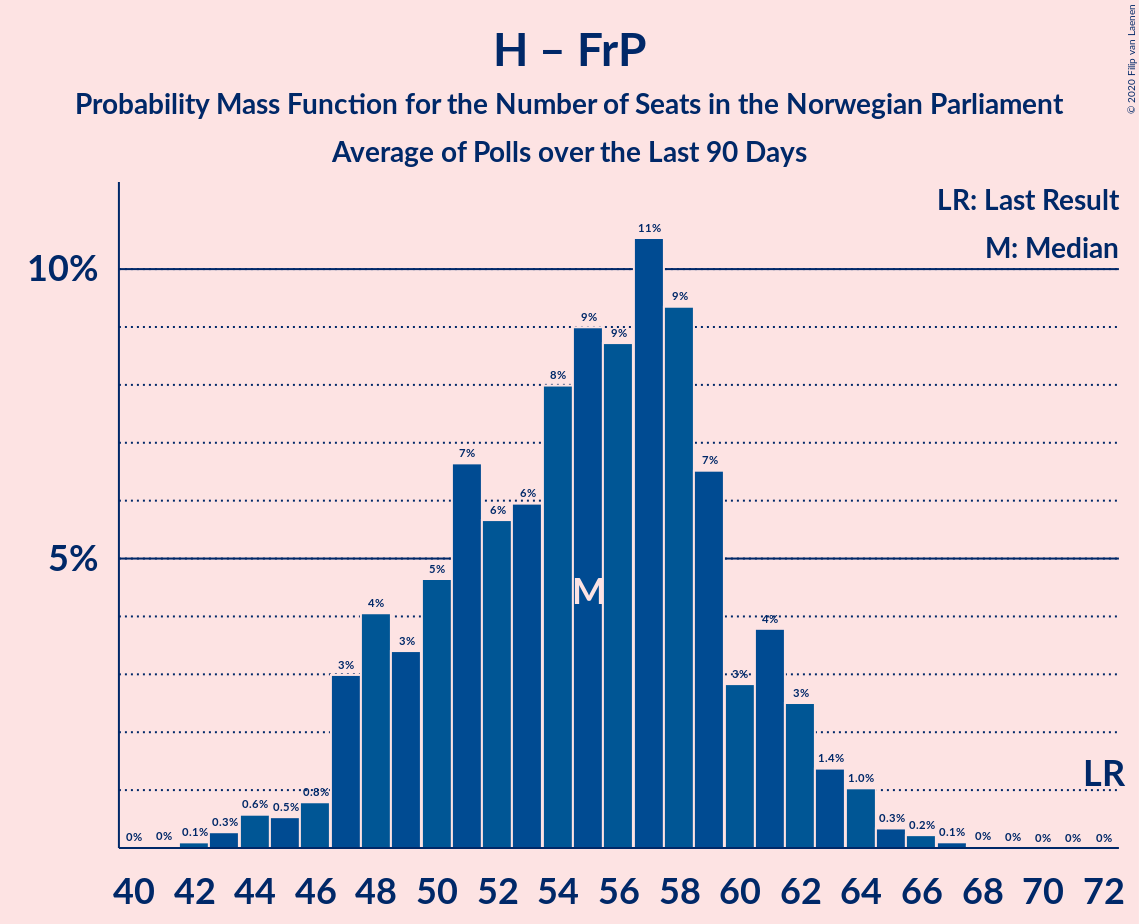 © 2020 Filip van Laenen
H – FrP
Probability Mass Function for the Number of Seats in the Norwegian Parliament
Average of Polls over the Last 90 Days
LR: Last Result
M: Median
10%
5%
0% 0% 0.1% 0.3% 0.6% 0.5% 0.8% 3% 4% 3% 5% 7% 6% 6% 8% 9% 9% 11% 9% 7% 3% 4% 3% 1.4% 1.0% 0.3% 0.2% 0.1% 0% 0% 0% 0% 0%
M
LR
40 42 44 46 48 50 52 54 56 58 60 62 64 66 68 70 72